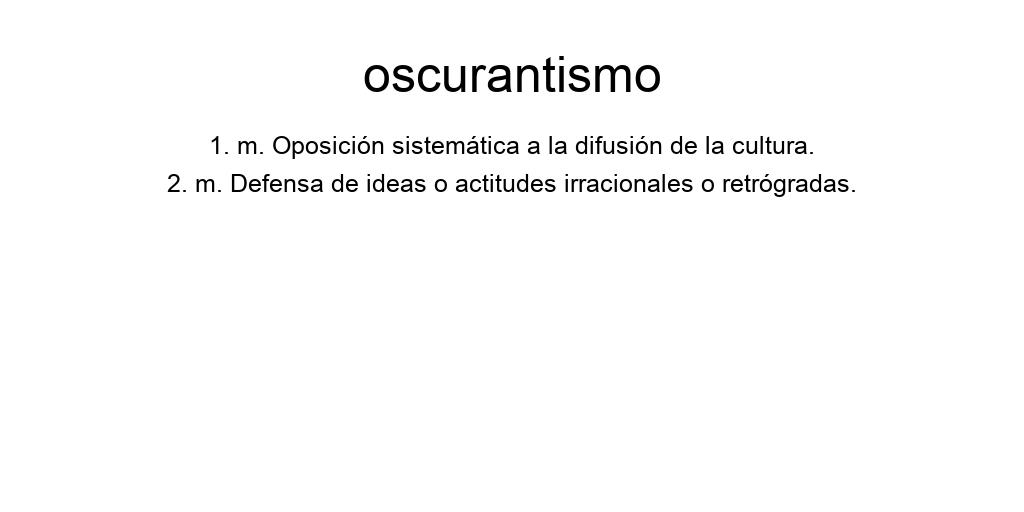 oscurantismo
1. m. Oposición sistemática a la difusión de la cultura.
2. m. Defensa de ideas o actitudes irracionales o retrógradas.